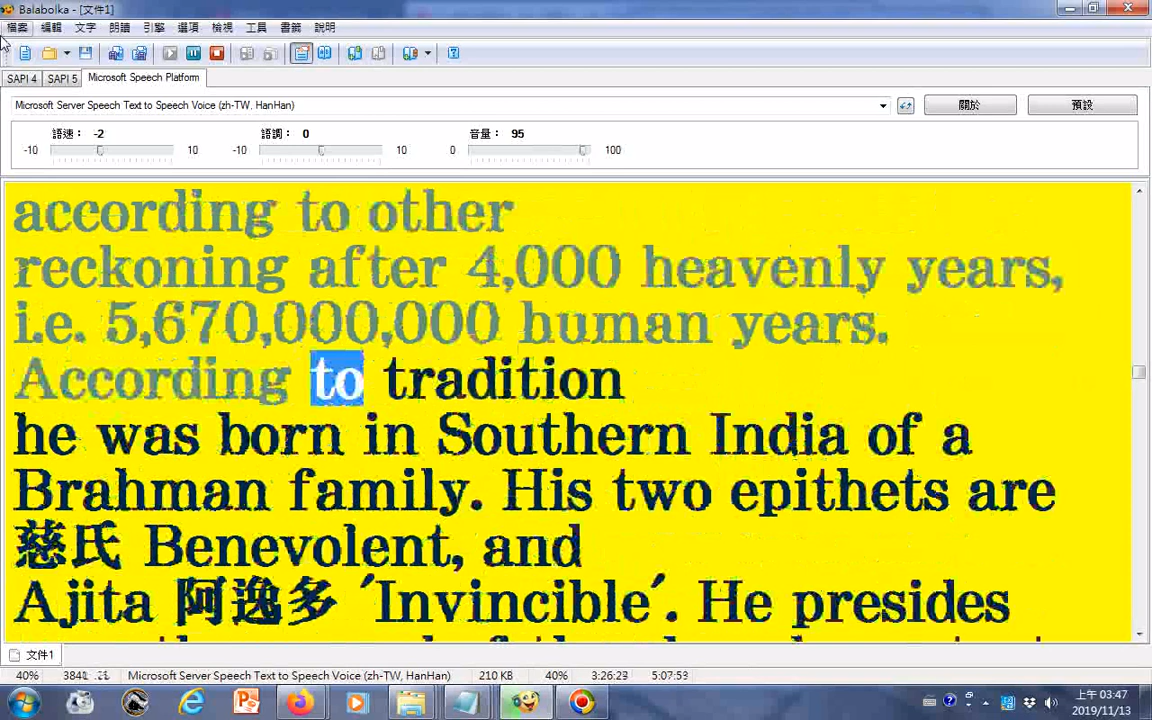 Balabolka - [文件1]
檔案 編輯 文字 朗讀 引擎 選項 檢視 工具 書籤 說明
SAPI 4 SAPI 5 Microsoft Speech Platform
Microsoft Server Speech Text to Speech Voice (zh-TW, HanHan) 關於 預設
語速： -2 語調： 0 音量： 95
-10 10 -10 10 0 100
according to other
reckoning after 4,000 heavenly years,
i.e. 5,670,000,000 human years.
According to tradition
he was born in Southern India of a
Brahman family. His two epithets are
慈氏 Benevolent, and
Ajita 阿逸多 ´Invincible´. He presides
文件1
40% Microsoft Server Speech Text to Speech Voice (zh-TW, HanHan) 210 KB 40% 3:26:23 5:07:53
上午 03:47
2019/11/13